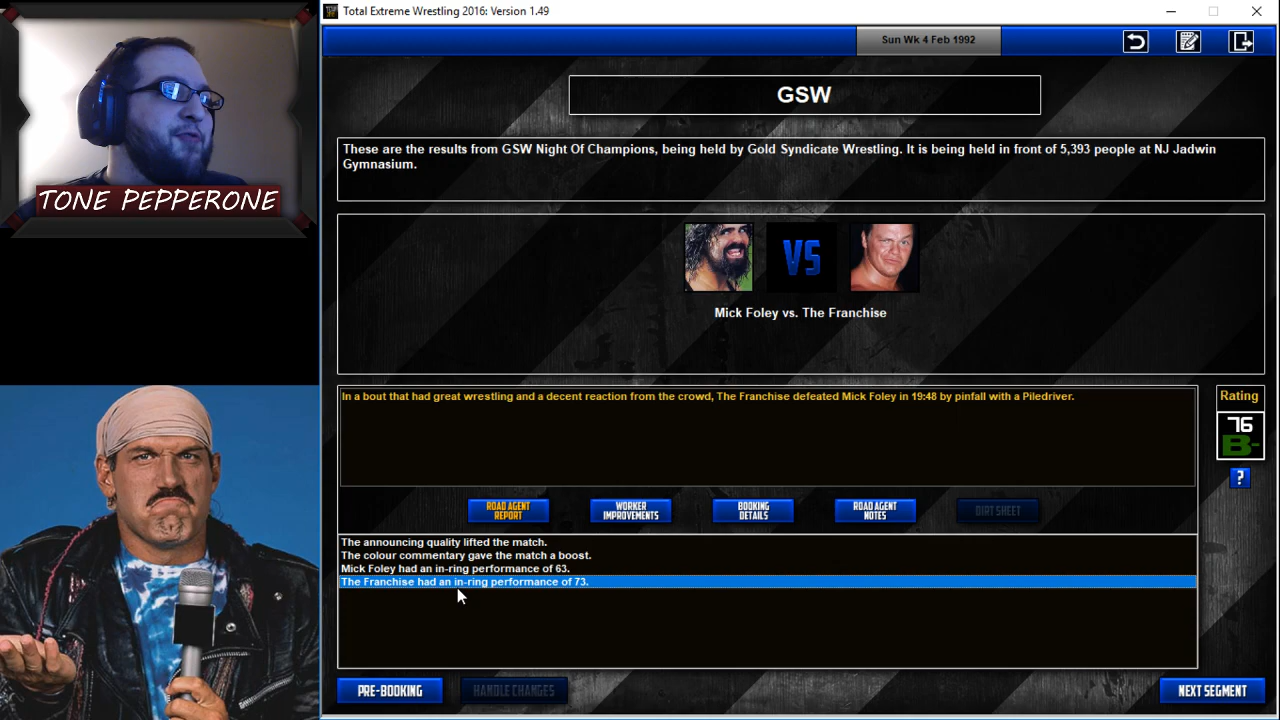 Total Extreme Wrestling 2016: Version 1.49
Sun Wk 4 Feb 1992
TONE PEPPERONE
GSW
These are the results from GSW Night Of Champions, being held by Gold Syndicate Wrestling. It is being held in front of 5,393 people at NJ Jadwin
Gymnasium.
VS
Mick Foley vs. The Franchise
In a bout that had great wrestling and a decent reaction from the crowd, The Franchise defeated Mick Foley in 19:48 by pinfall with a Piledriver.
Rating
76
B-
?
ROAD AGENT REPORT
WORKER IMPROVEMENTS
BOOKING DETAILS
ROAD AGENT NOTES
DIRT SHEET
The announcing quality lifted the match.
The colour commentary gave the match a boost.
Mick Foley had an in-ring performance of 63.
The Franchise had an in-ring performance of 73.
PRE-BOOKING
HANDLE CHANGES
NEXT SEGMENT